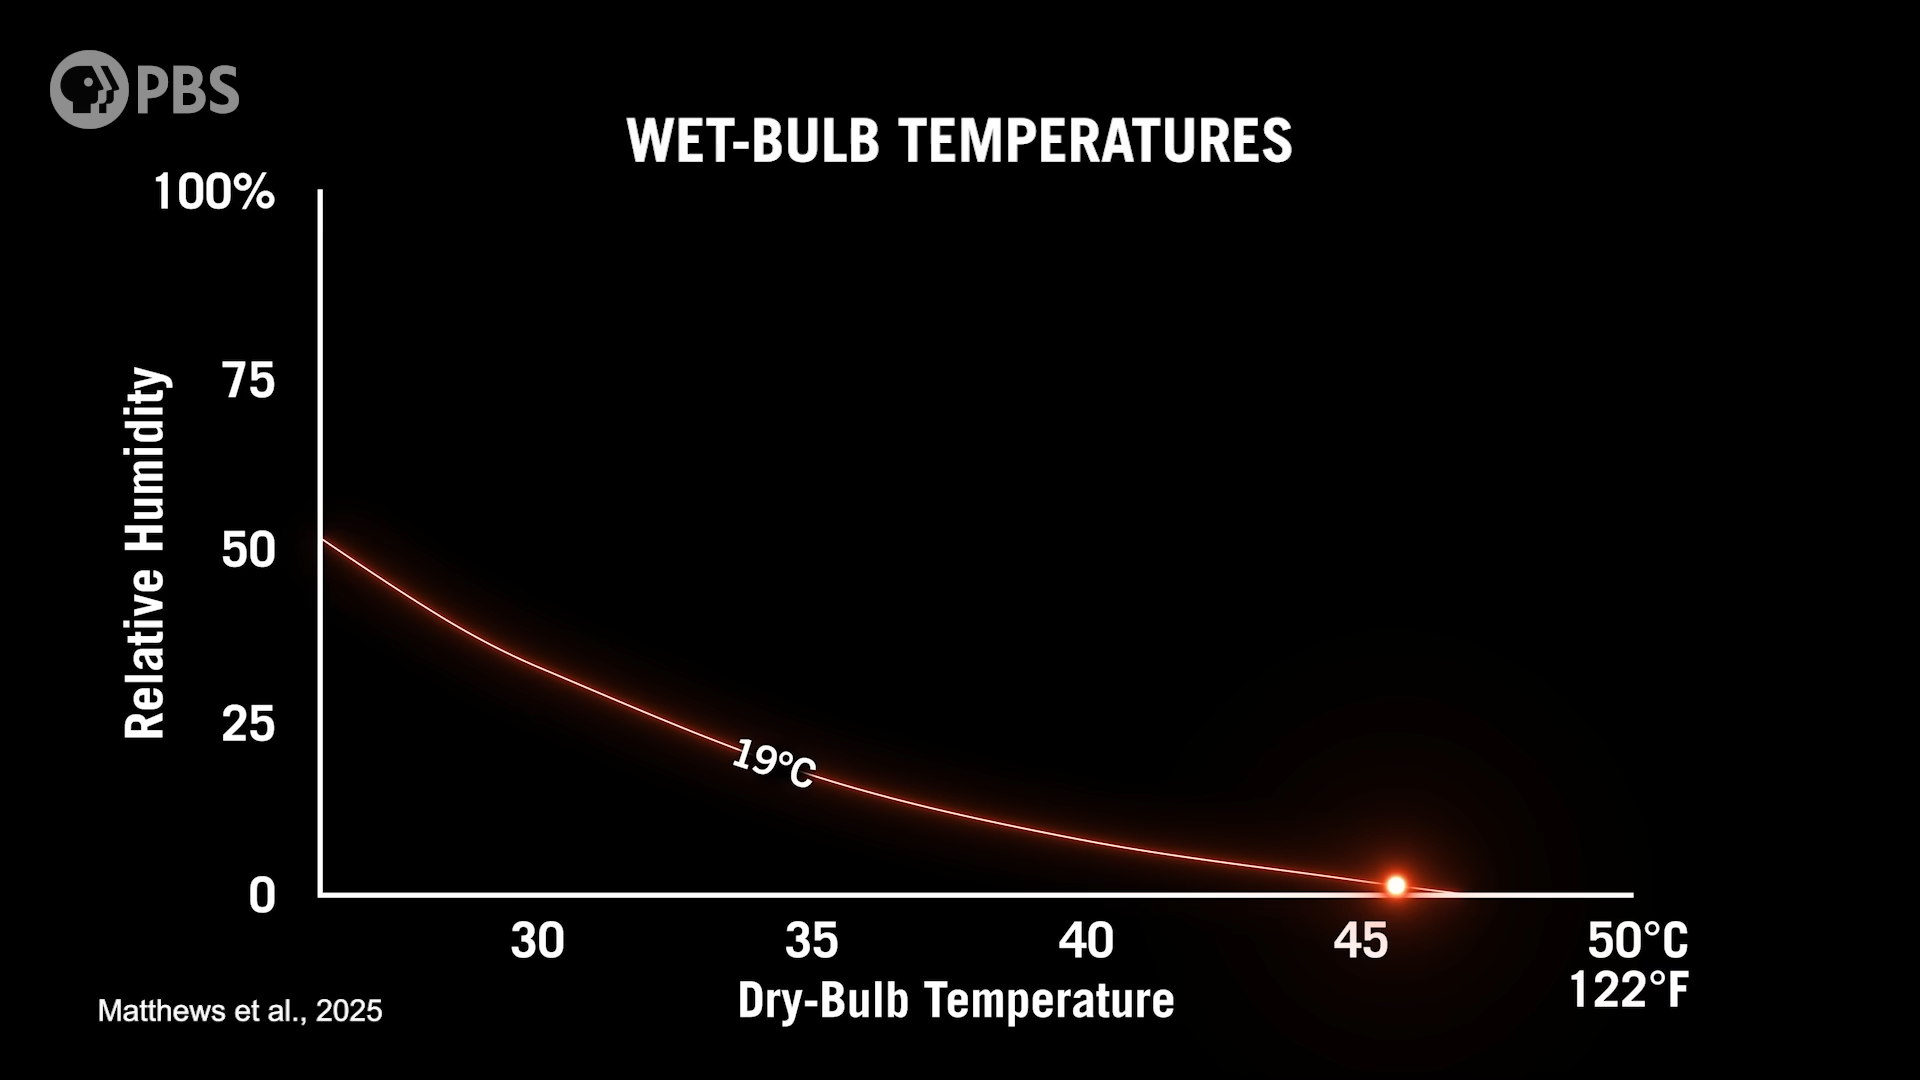 PBS
WET-BULB TEMPERATURES
100%
75
50
25
0
Relative Humidity
19°C
30 35 40 45 50°C
122°F
Dry-Bulb Temperature
Matthews et al., 2025